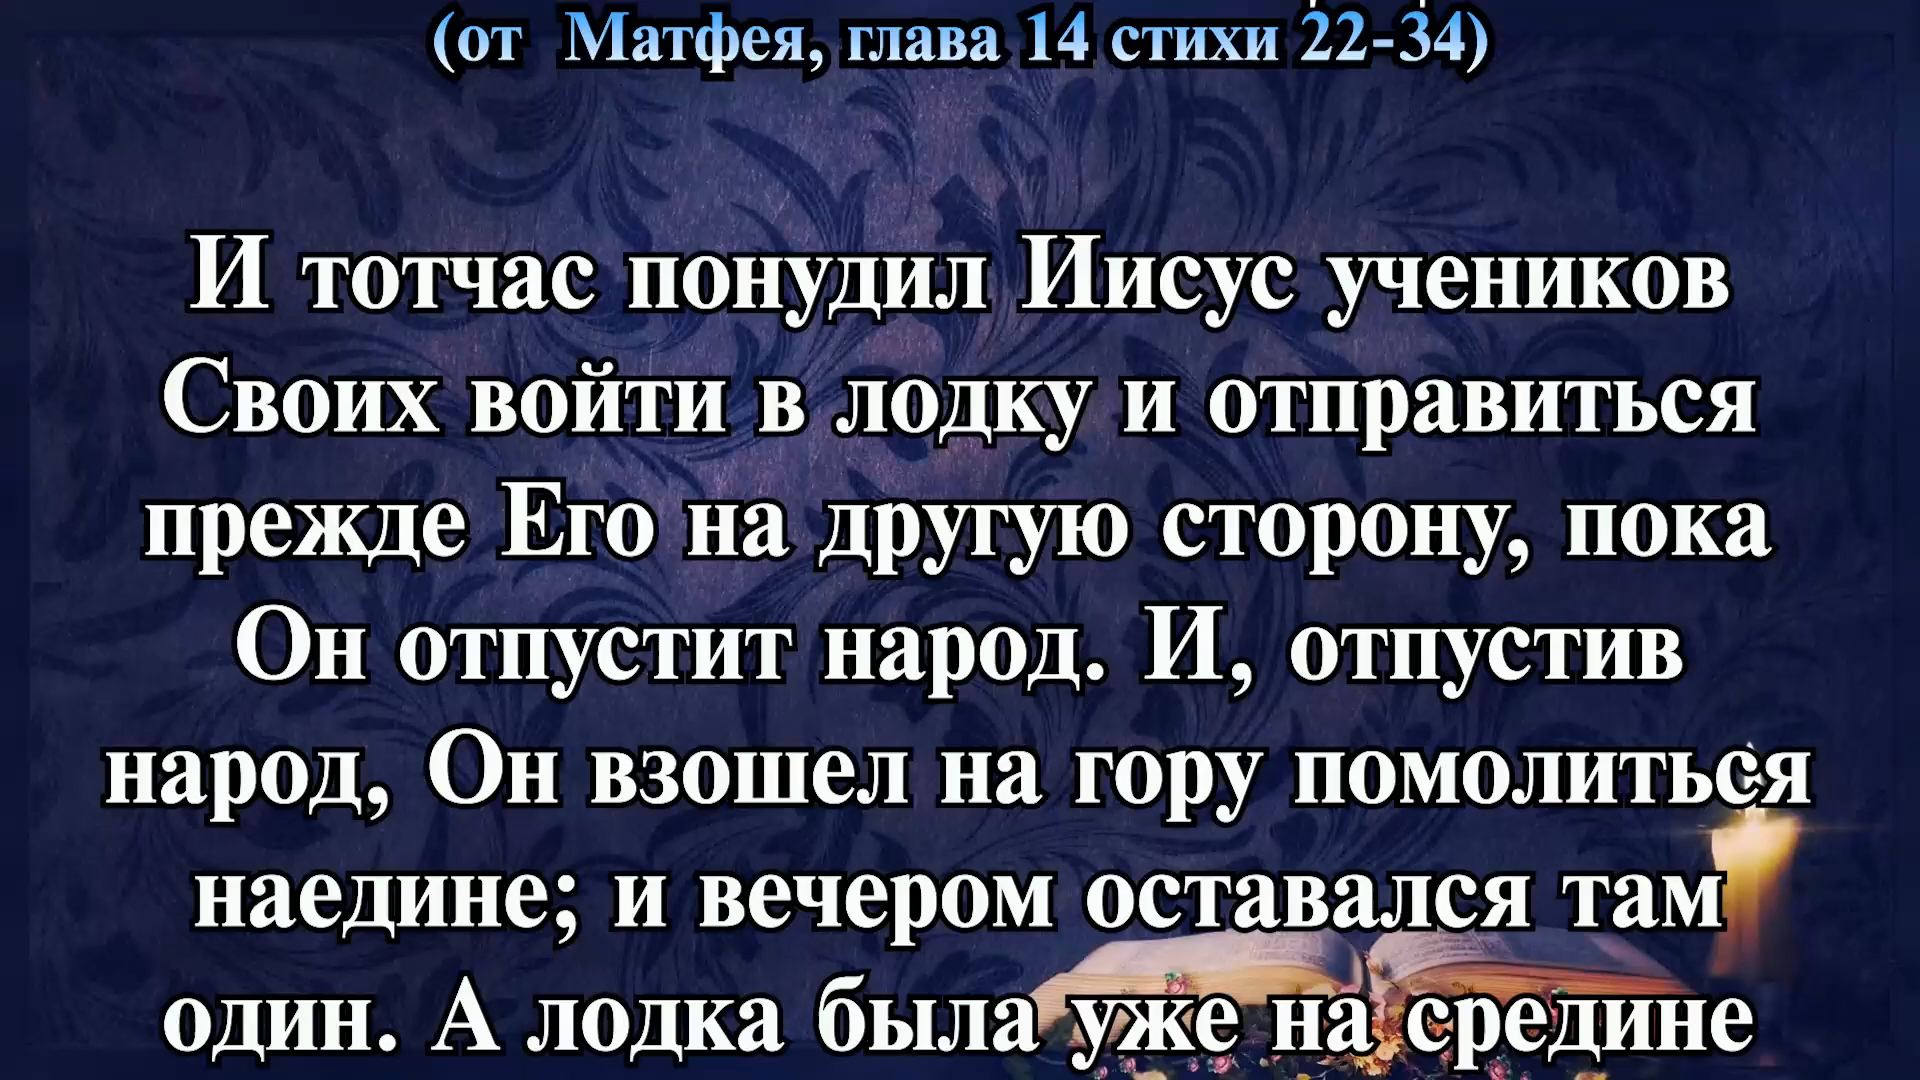 (от Матфея, глава 14 стихи 22-34)
И тотчас понудил Иисус учеников
Своих войти в лодку и отправиться
прежде Его на другую сторону, пока
Он отпустит народ. И, отпустив
народ, Он взошел на гору помолиться
наедине; и вечером оставался там
один. А лодка была уже на средине